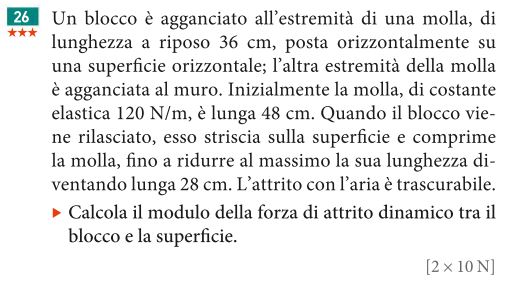 26 Un blocco è agganciato all'estremità di una molla, di
★★★ lunghezza a riposo 36 cm, posta orizzontalmente su
una superficie orizzontale; l'altra estremità della molla
è agganciata al muro. Inizialmente la molla, di costante
elastica 120 N/m, è lunga 48 cm. Quando il blocco vie-
ne rilasciato, esso striscia sulla superficie e comprime
la molla, fino a ridurre al massimo la sua lunghezza di-
ventando lunga 28 cm. L'attrito con l'aria è trascurabile.
▶ Calcola il modulo della forza di attrito dinamico tra il
blocco e la superficie.
[2 × 10 N]